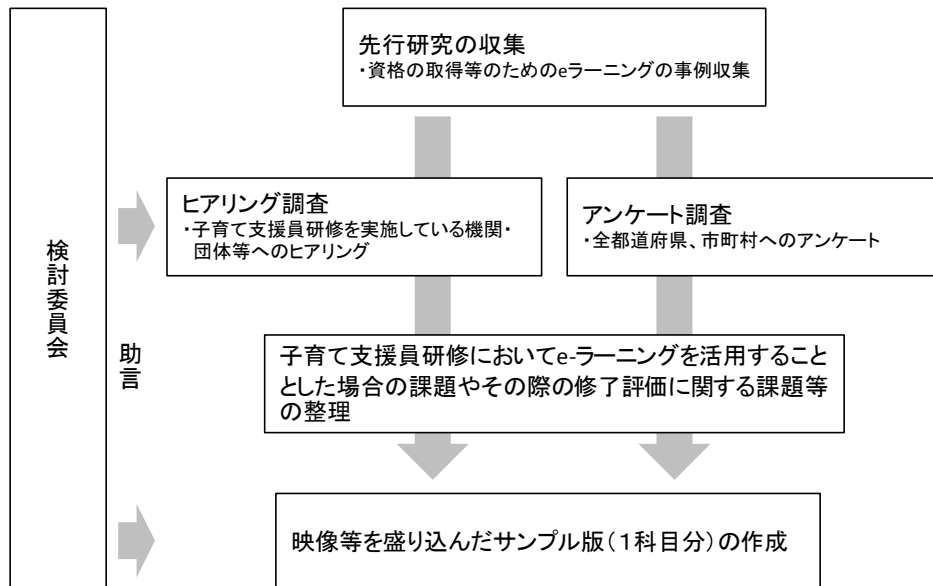 先行研究の収集
・資格の取得等のためのeラーニングの事例収集
ヒアリング調査
・子育て支援員研修を実施している機関・
団体等へのヒアリング
アンケート調査
・全都道府県、市町村へのアンケート
検討委員会
助言
子育て支援員研修においてe-ラーニングを活用すること
とした場合の課題やその際の修了評価に関する課題等
の整理
映像等を盛り込んだサンプル版(1科目分)の作成